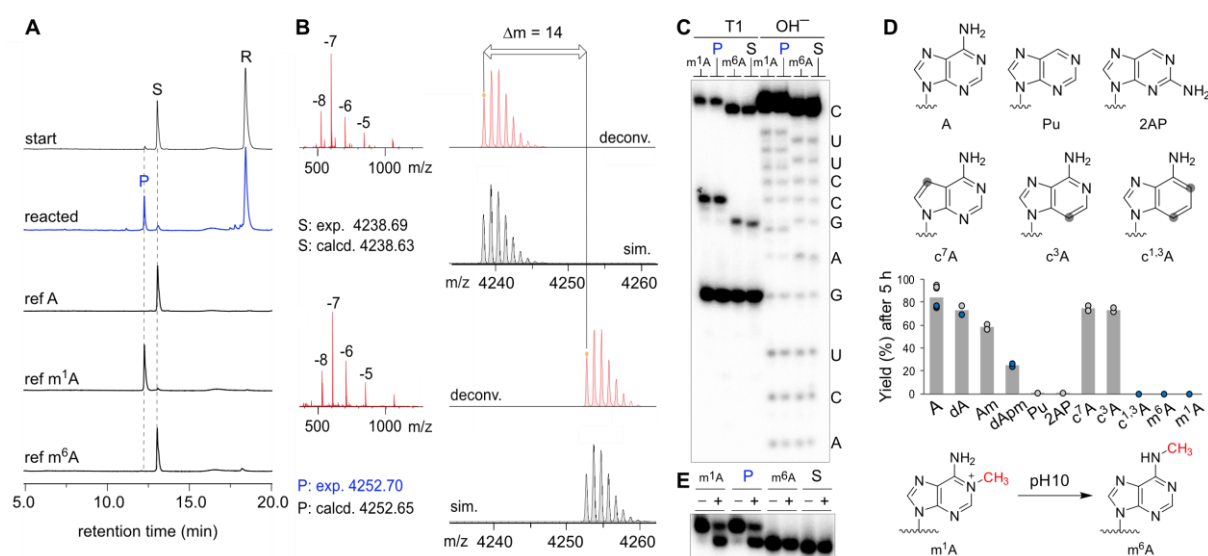 A
S
R
start
P
reacted
ref A
ref m¹A
ref m⁶A
5.0 10.0 15.0 20.0
retention time (min)
B
Δm = 14
-7
-8
-6
-5
500 1000 m/z
deconv.
S: exp. 4238.69
S: calcd. 4238.63
sim.
m/z 4240 4250 4260
-7
-8
-6
-5
500 1000 m/z
deconv.
P: exp. 4252.70
P: calcd. 4252.65
sim.
m/z 4240 4250 4260
C
T1 OH⁻
P S P S
m¹A m⁶A m¹A m⁶A
C
U
U
C
C
G
A
G
U
C
A
E
m¹A P m⁶A S
− + − + − + − +
D
NH₂
N N N N
A
N N N N
Pu
N N N N NH₂
2AP
NH₂
N N N
c⁷A
NH₂
N N N
c³A
NH₂
N N
c¹,³A
Yield (%) after 5 h
100
80
60
40
20
0
A dA Am dApm Pu 2AP c⁷A c³A c¹,³A m⁶A m¹A
NH₂
N N⁺ CH₃ N N
m¹A
pH10
HN CH₃
N N N N
m⁶A